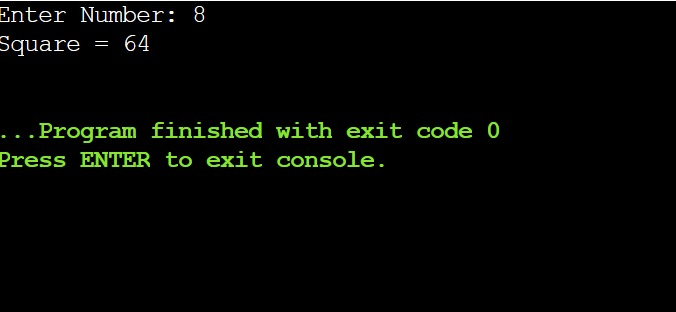 Enter Number: 8
Square = 64
...Program finished with exit code 0
Press ENTER to exit console.